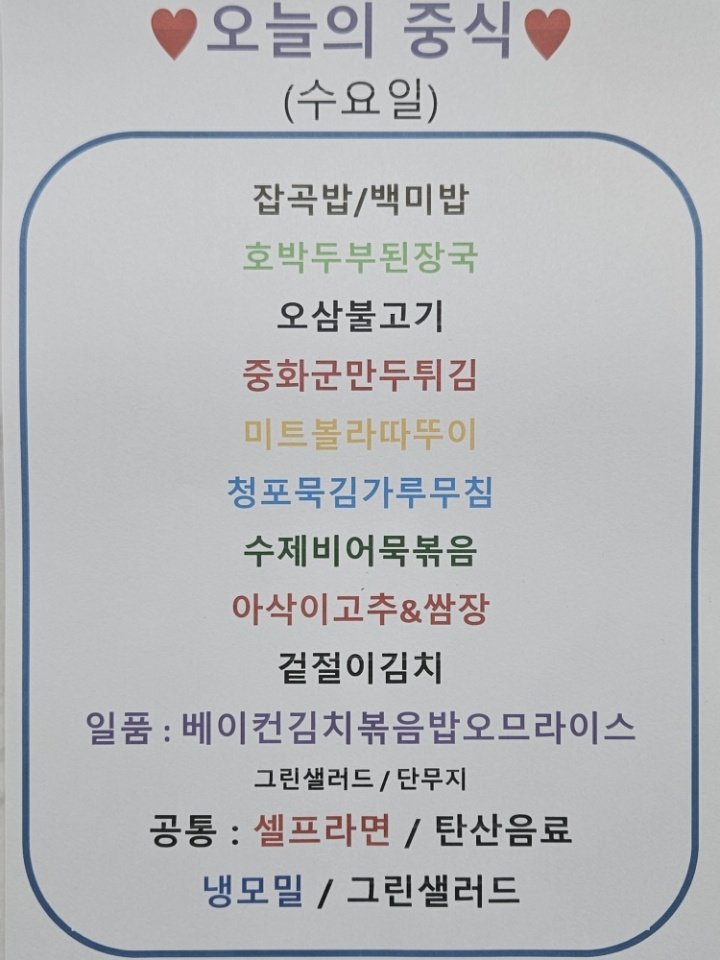 ♥오늘의 중식♥
(수요일)
잡곡밥/백미밥
호박두부된장국
오삼불고기
중화군만두튀김
미트볼라따뚜이
청포묵김가루무침
수제비어묵볶음
아삭이고추&쌈장
겉절이김치
일품 : 베이컨김치볶음밥오므라이스
그린샐러드 / 단무지
공통 : 셀프라면 / 탄산음료
냉모밀 / 그린샐러드